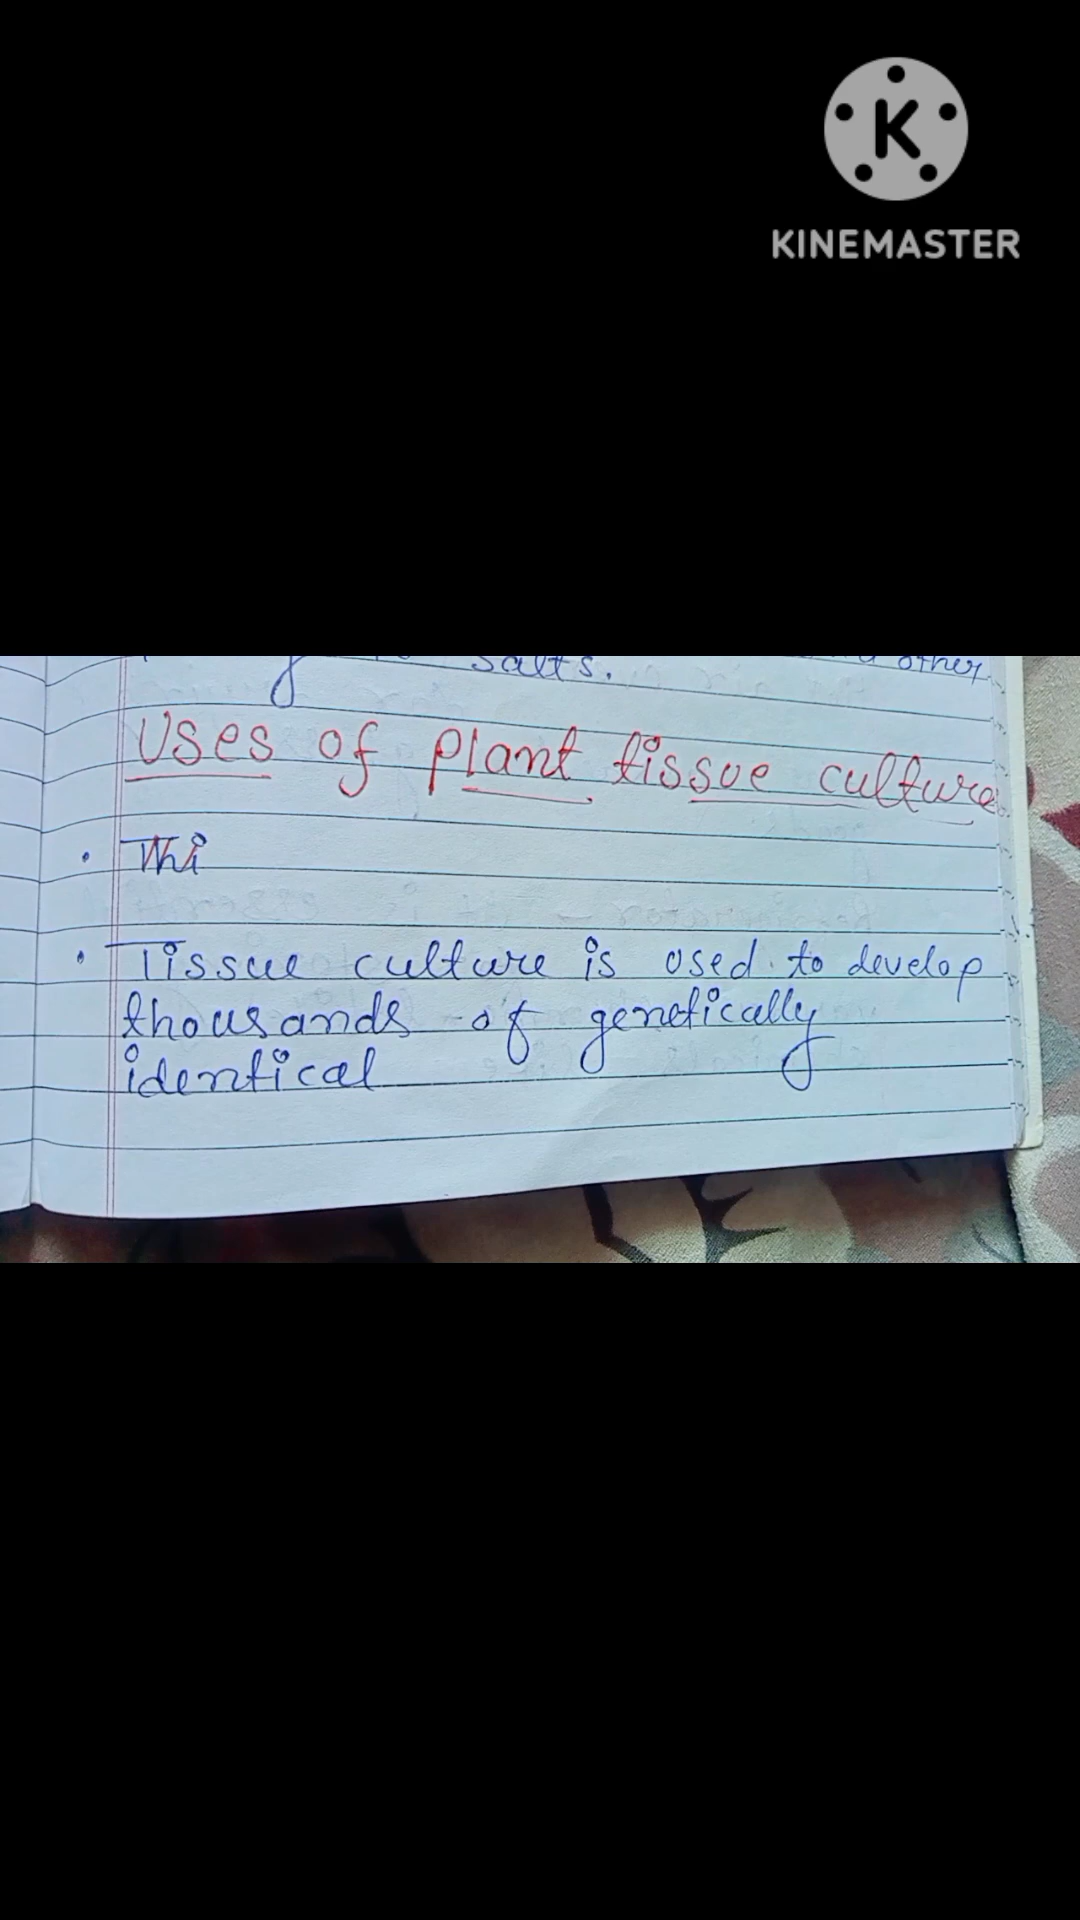 KINEMASTER
salts. other
Uses of plant tissue culture
• Thi
• Tissue culture is used to develop
thousands of genetically
identical